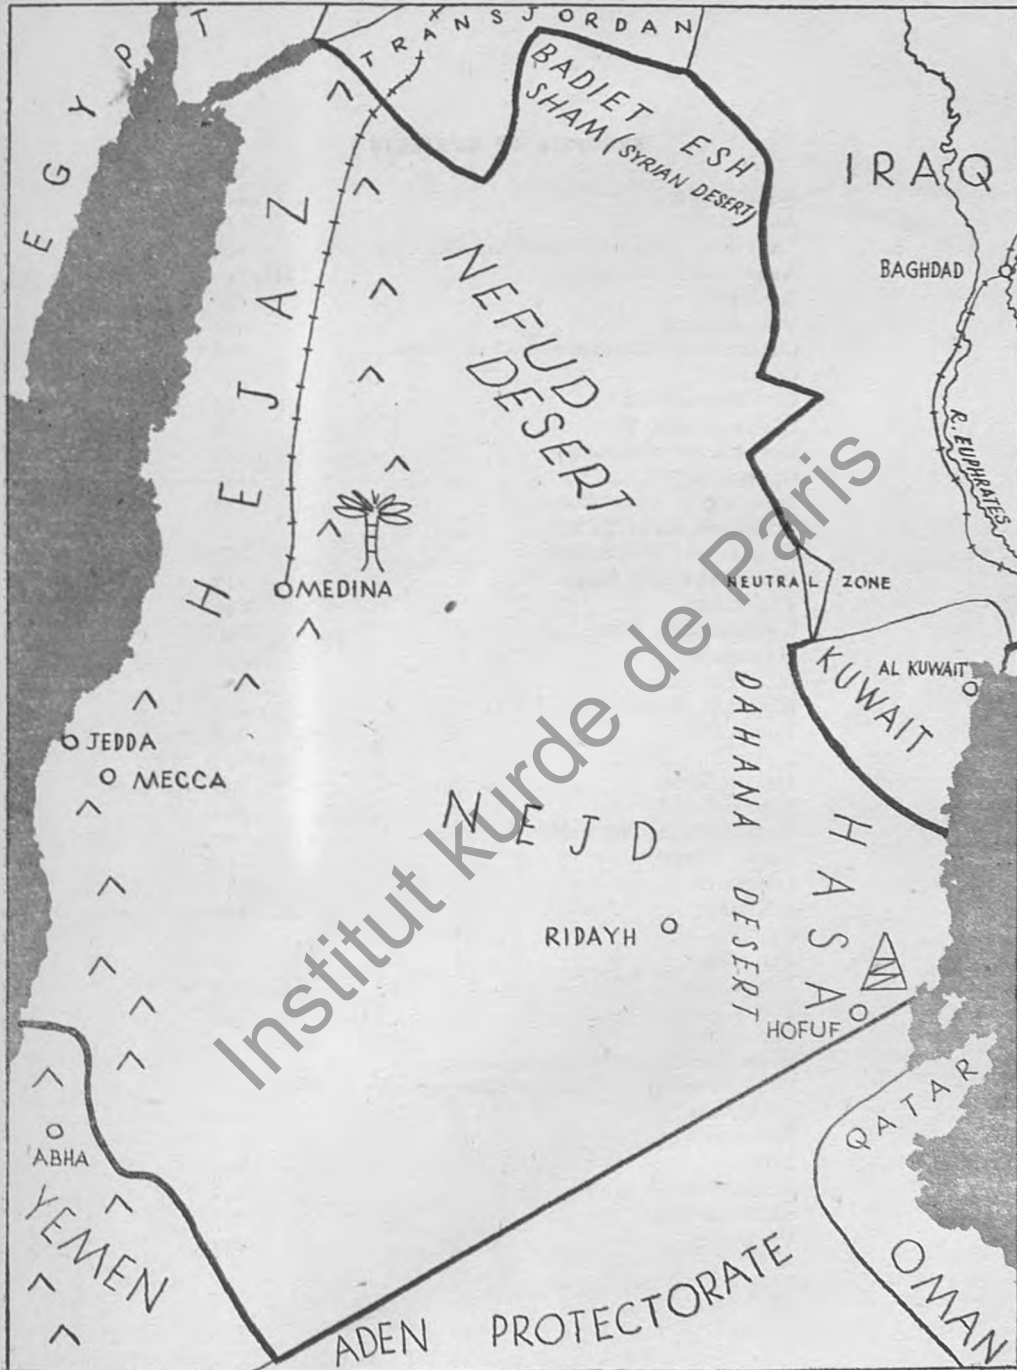 EGYPT
TRANSJORDAN
BADIET ESH
SHAM (SYRIAN DESERT)
IRAQ
BAGHDAD
HEJAZ
NEFUD
DESERT
R. EUPHRATES
MEDINA
NEUTRAL ZONE
KUWAIT
AL KUWAIT
JEDDA
MECCA
DAHANA DESERT
NEJD
HASA
RIDAYH
HOFUF
QATAR
ABHA
YEMEN
OMAN
ADEN PROTECTORATE
Institut kurde de Paris